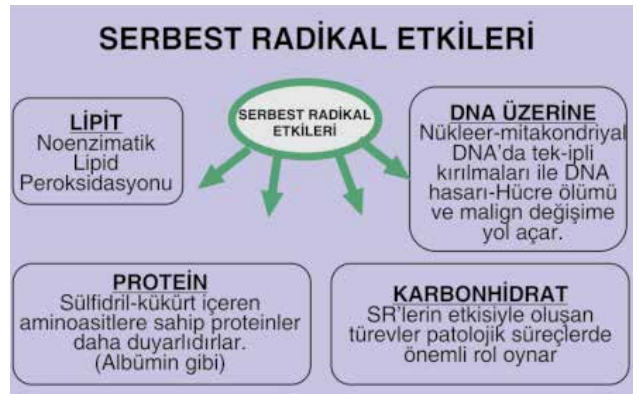 SERBEST RADİKAL ETKİLERİ
LİPİT
Noenzimatik
Lipid
Peroksidasyonu
SERBEST RADİKAL
ETKİLERİ
DNA ÜZERİNE
Nükleer-mitakondriyal
DNA'da tek-ipli
kırılmaları ile DNA
hasarı-Hücre ölümü
ve malign değişime
yol açar.
PROTEİN
Sülfidril-kükürt içeren
aminoasitlere sahip proteinler
daha duyarlıdırlar.
(Albümin gibi)
KARBONHİDRAT
SR'lerin etkisiyle oluşan
türevler patolojik süreçlerde
önemli rol oynar